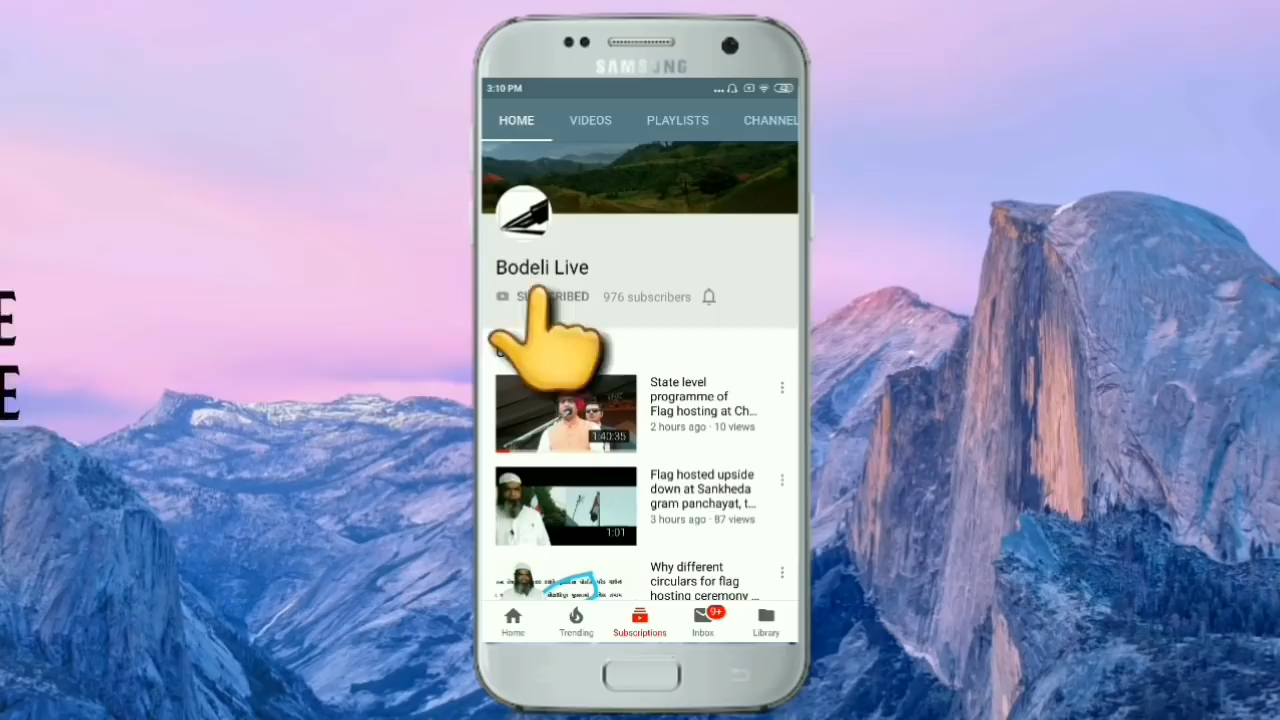 SAMSUNG
3:10 PM
HOME VIDEOS PLAYLISTS CHANNEL
Bodeli Live
976 subscribers
State level
programme of
Flag hosting at Ch...
2 hours ago · 10 views
1:40:35
Flag hosted upside
down at Sankheda
gram panchayat, t...
3 hours ago · 87 views
1:01
Why different
circulars for flag
hosting ceremony ...
Home Trending Subscriptions Inbox 9+ Library
E
E